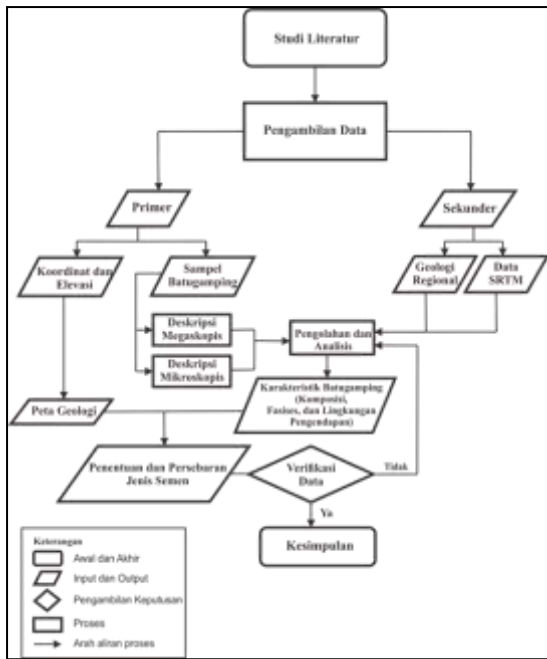 Studi Literatur
Pengambilan Data
Primer
Sekunder
Koordinat dan
Elevasi
Sampel
Batugamping
Geologi
Regional
Data
SRTM
Deskripsi
Megaskopis
Deskripsi
Mikroskopis
Pengolahan dan
Analisis
Peta Geologi
Karakteristik Batugamping
(Komposisi,
Fasises, dan Lingkungan
Pengendapan)
Penentuan dan Persebaran
Jenis Semen
Verifikasi
Data
Tidak
Ya
Kesimpulan
Keterangan
Awal dan Akhir
Input dan Output
Pengambilan Keputusan
Proses
Arah aliran proses